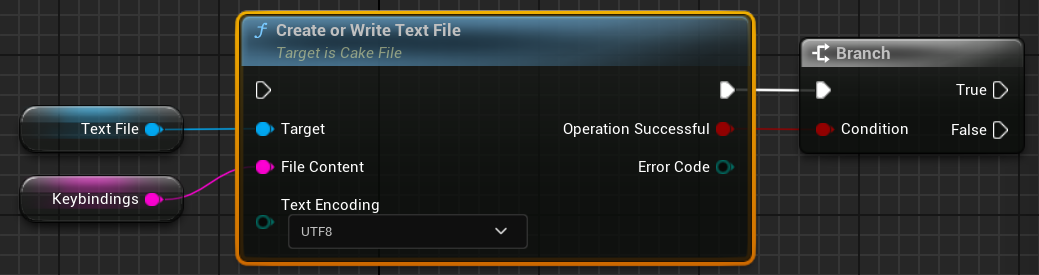 Create or Write Text File
Target is Cake File
Branch
True
Text File
Target
Operation Successful
Condition
False
File Content
Error Code
Keybindings
Text Encoding
UTF8